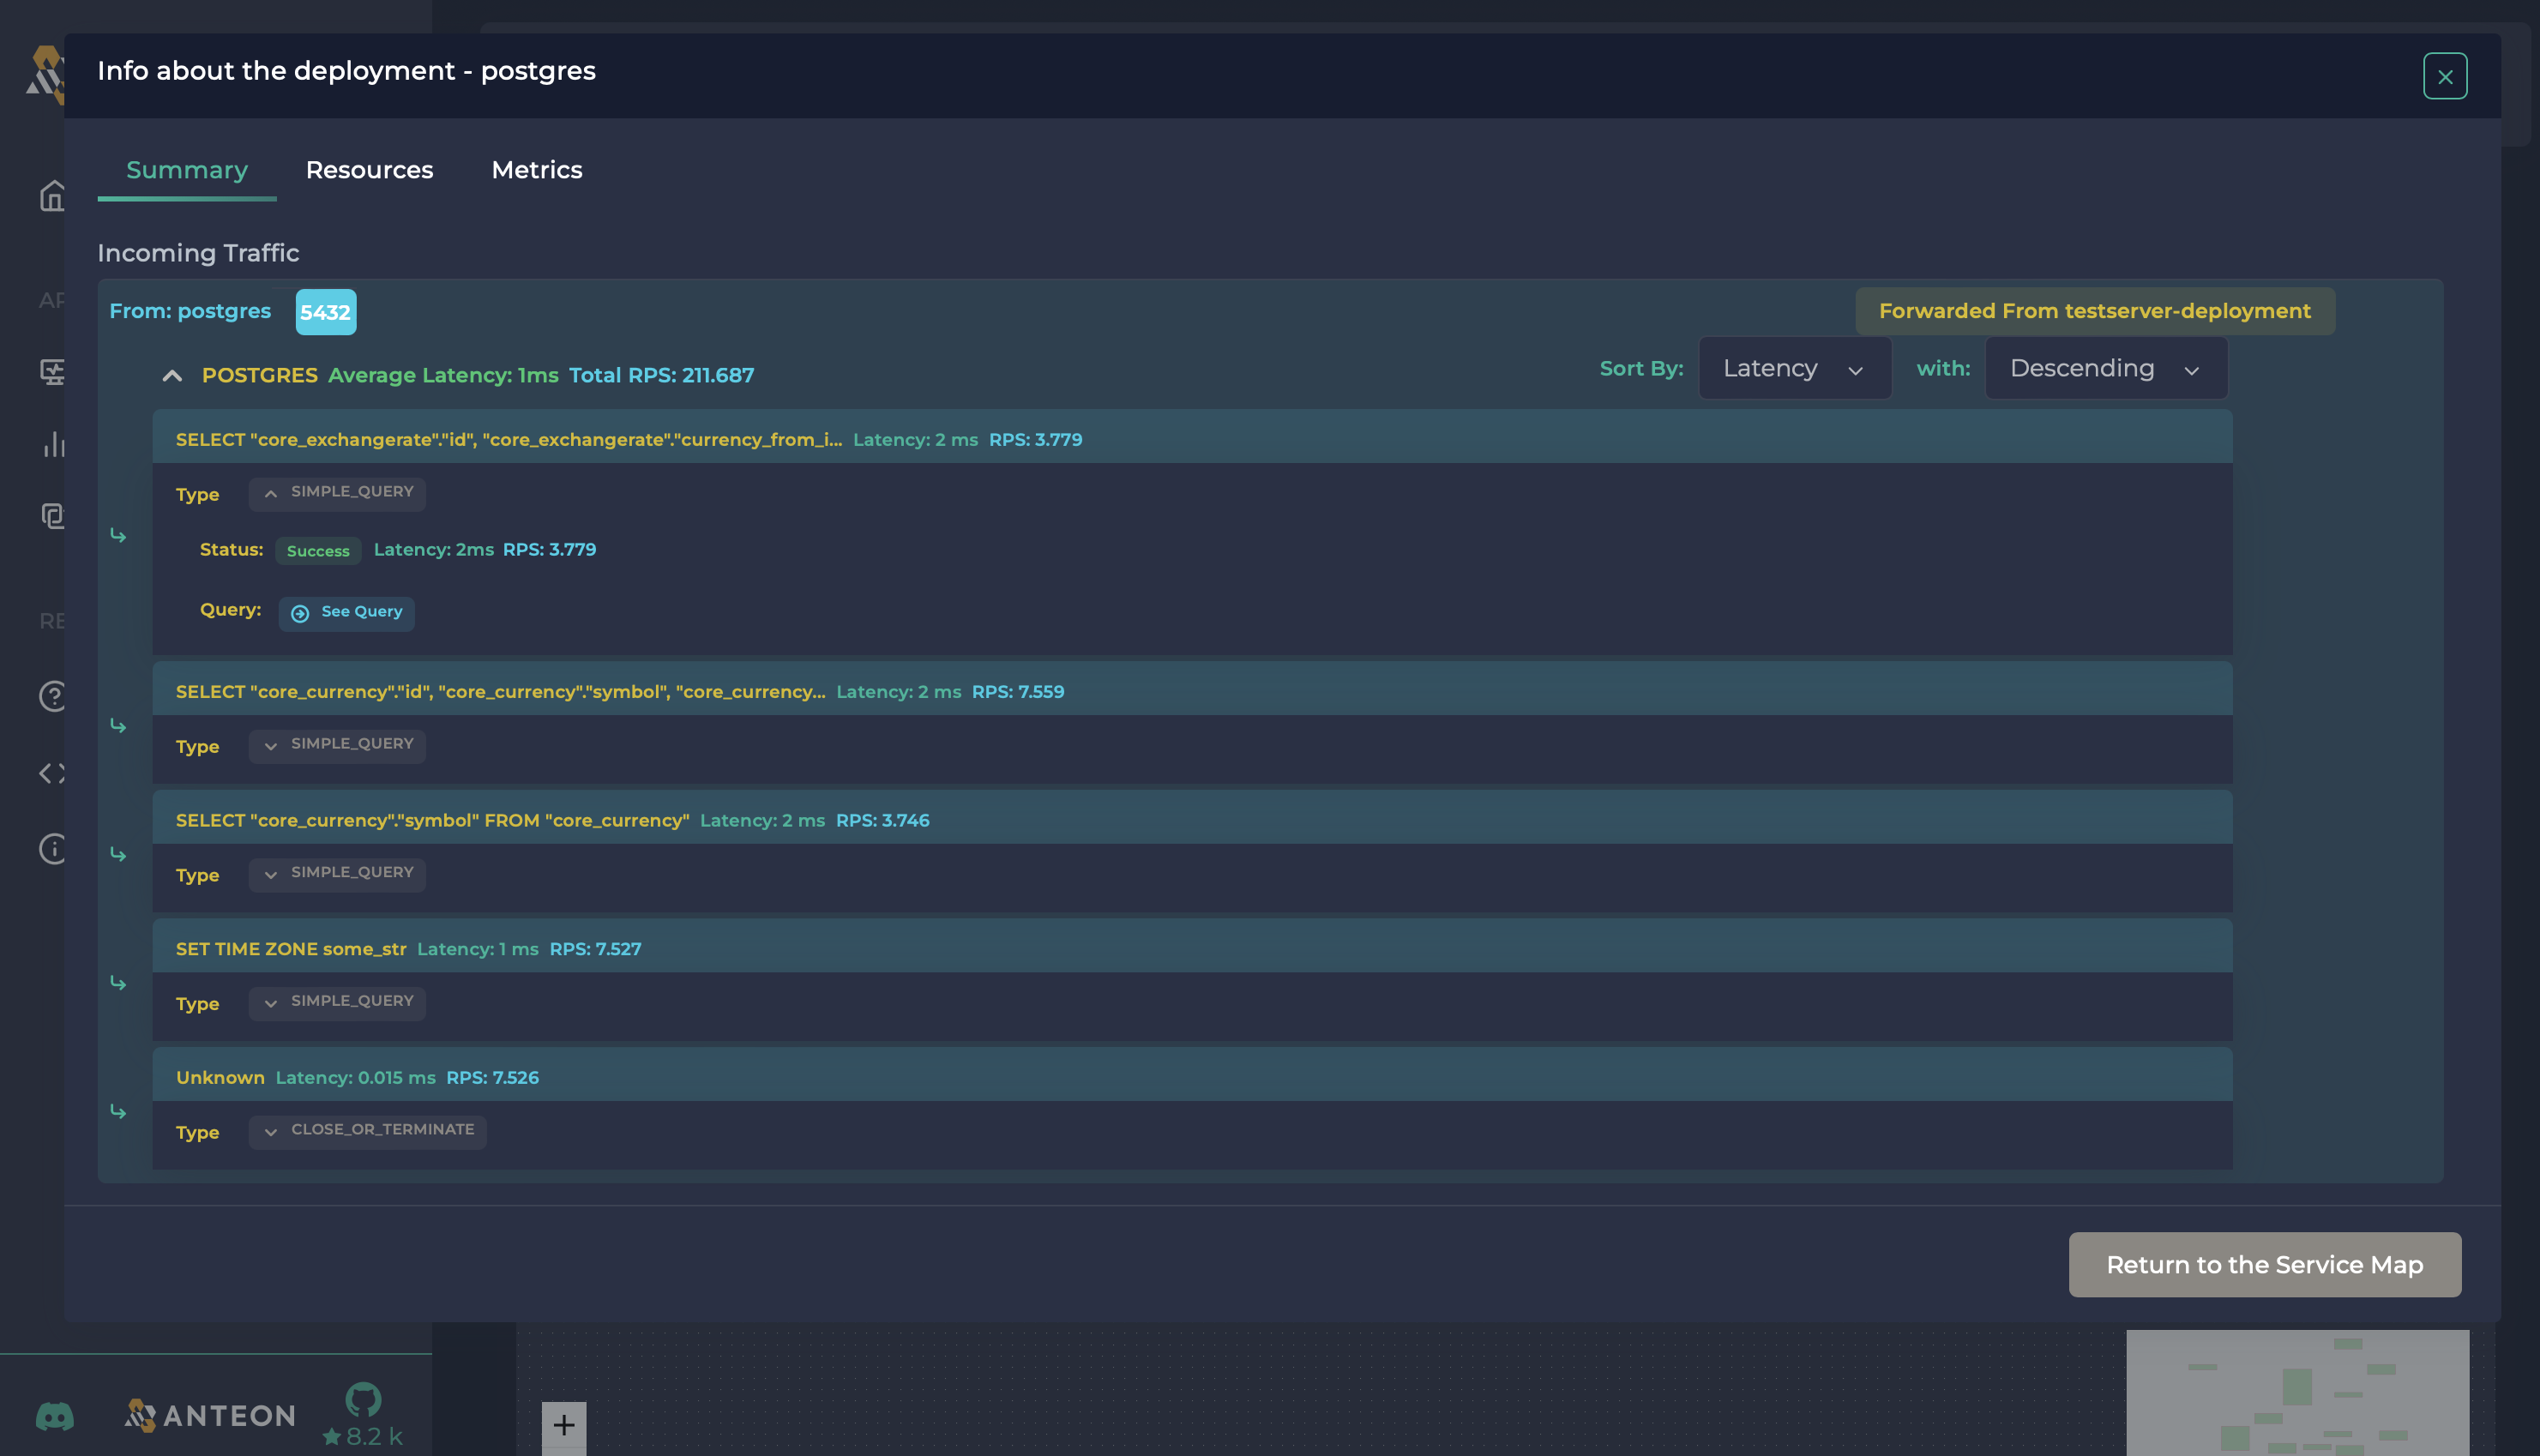 Info about the deployment - postgres
Summary Resources Metrics
Incoming Traffic
From: postgres 5432 Forwarded From testserver-deployment
POSTGRES Average Latency: 1ms Total RPS: 211.687 Sort By: Latency with: Descending
SELECT "core_exchangerate"."id", "core_exchangerate"."currency_from_i... Latency: 2 ms RPS: 3.779
Type SIMPLE_QUERY
Status: Success Latency: 2ms RPS: 3.779
Query: See Query
SELECT "core_currency"."id", "core_currency"."symbol", "core_currency... Latency: 2 ms RPS: 7.559
Type SIMPLE_QUERY
SELECT "core_currency"."symbol" FROM "core_currency" Latency: 2 ms RPS: 3.746
Type SIMPLE_QUERY
SET TIME ZONE some_str Latency: 1 ms RPS: 7.527
Type SIMPLE_QUERY
Unknown Latency: 0.015 ms RPS: 7.526
Type CLOSE_OR_TERMINATE
Return to the Service Map
ANTEON
8.2 k